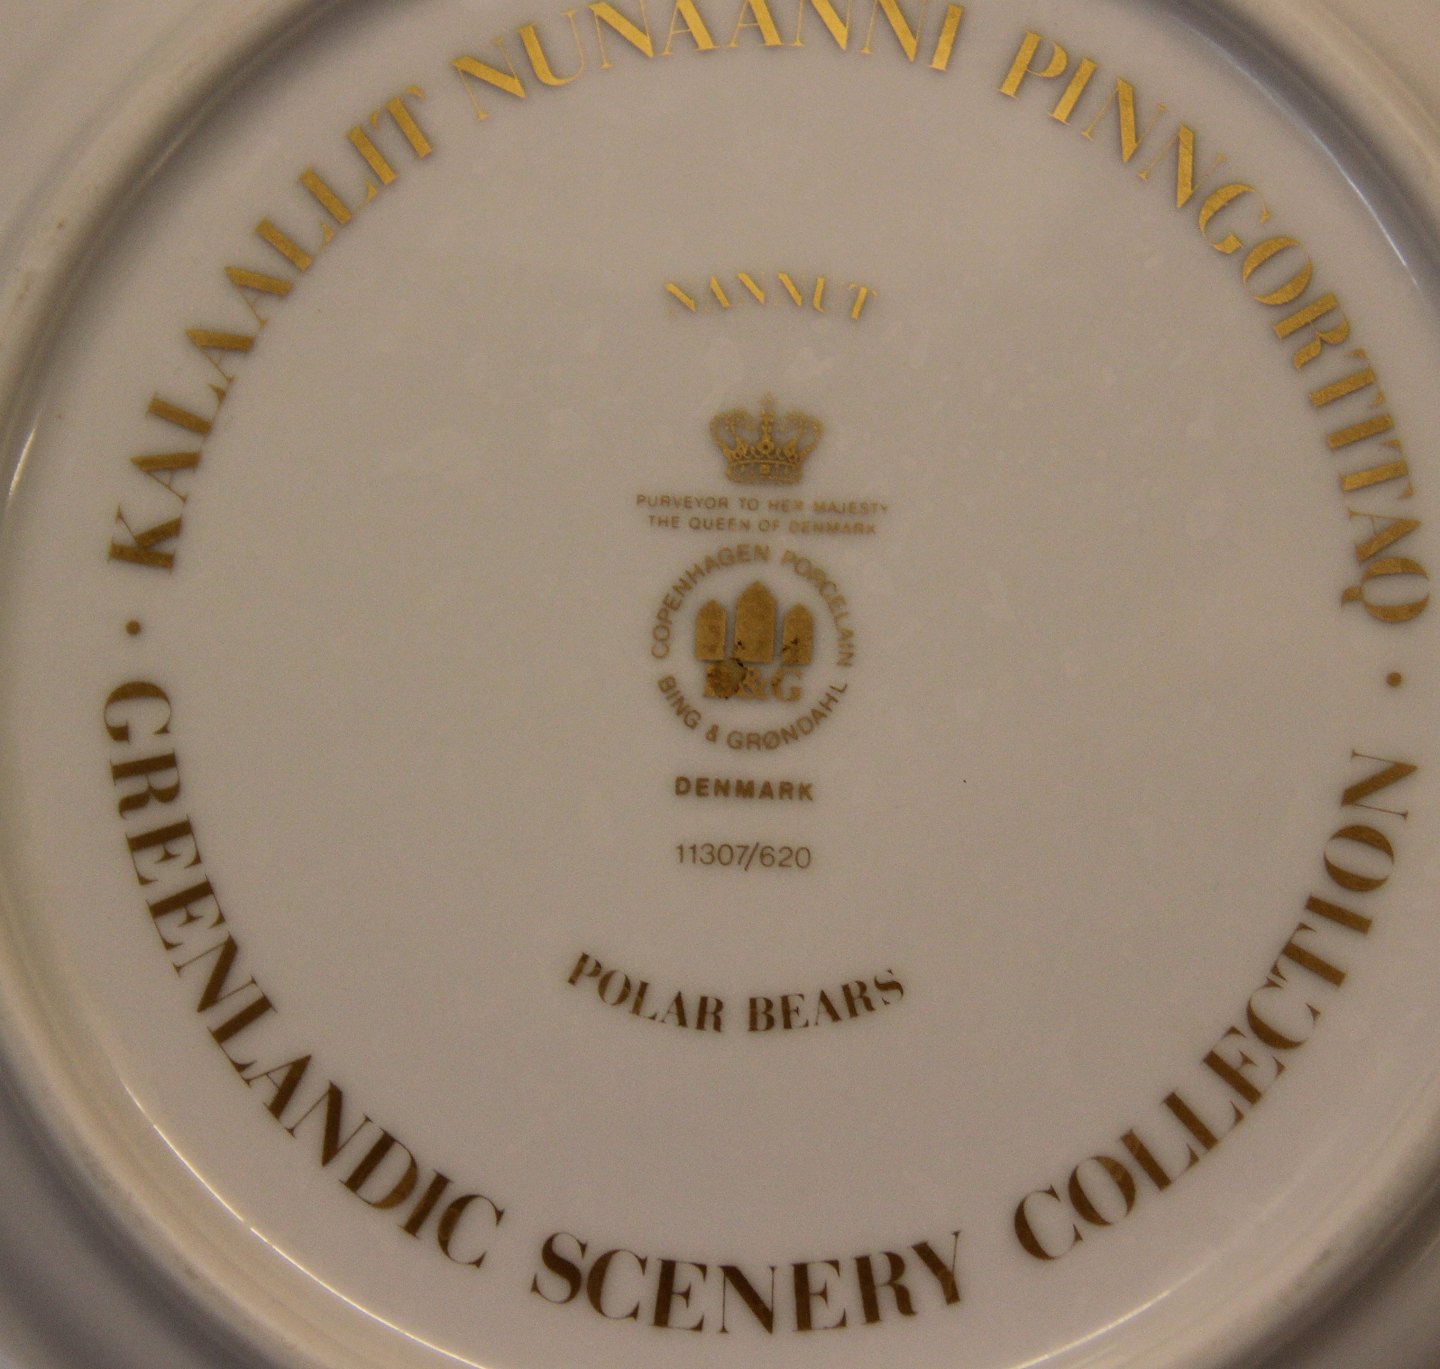 KALAALLIT NUNAANNI PINNGORTITAQ
NANNUT
PURVEYOR TO HER MAJESTY
THE QUEEN OF DENMARK
COPENHAGEN PORCELAIN
B&G
BING & GRØNDAHL
DENMARK
11307/620
POLAR BEARS
• GREENLANDIC SCENERY COLLECTION •